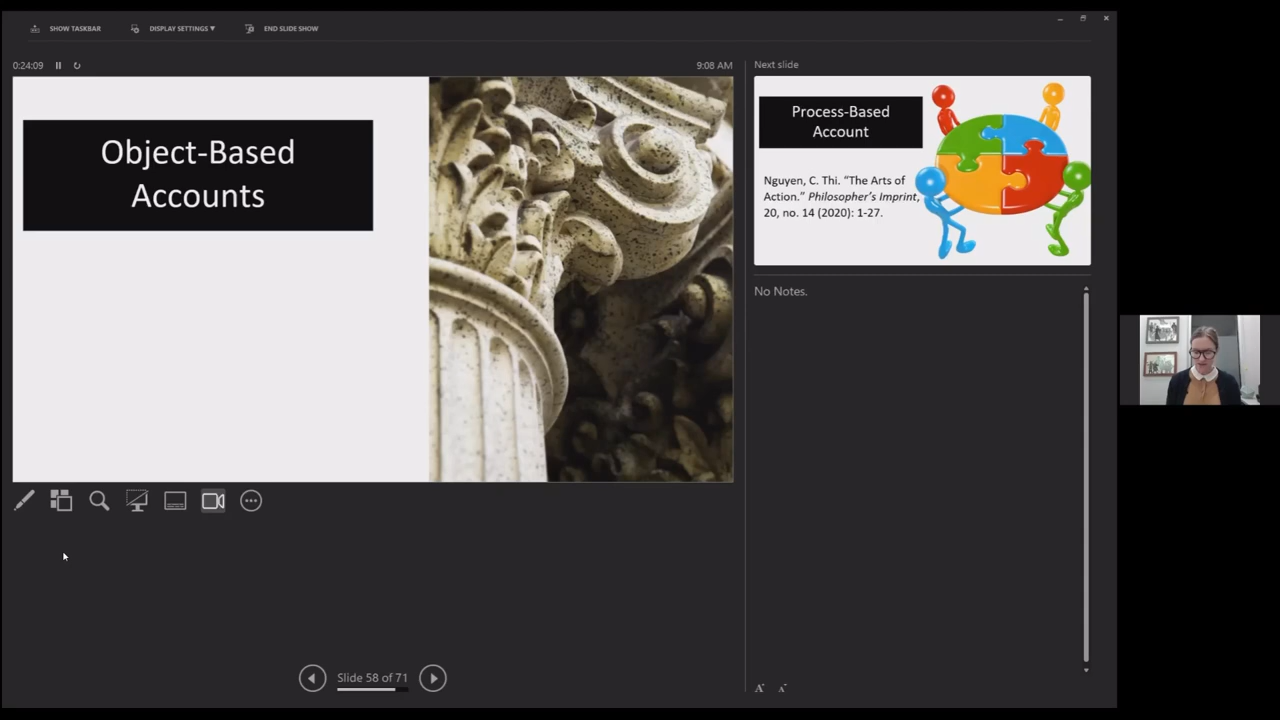 SHOW TASKBAR
DISPLAY SETTINGS ▼
END SLIDE SHOW
0:24:09
9:08 AM
Object-Based
Accounts
Next slide
Process-Based
Account
Nguyen, C. Thi. “The Arts of
Action.” Philosopher’s Imprint,
20, no. 14 (2020): 1-27.
No Notes.
Slide 58 of 71
A
A